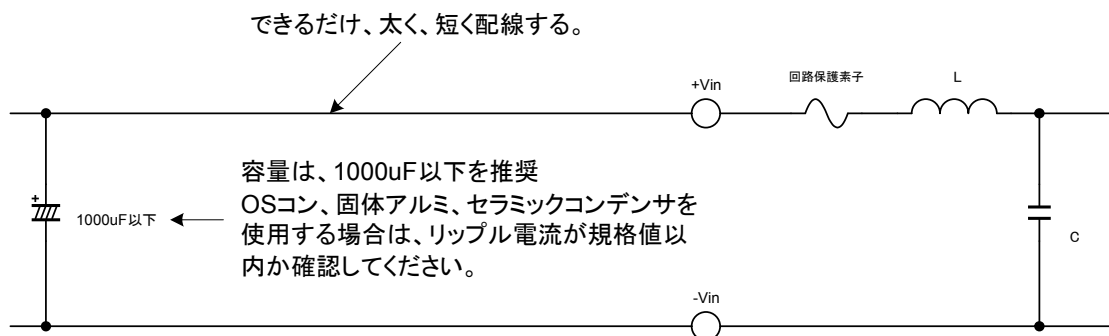 できるだけ、太く、短く配線する。
+Vin
回路保護素子
L
容量は、1000uF以下を推奨
OSコン、固体アルミ、セラミックコンデンサを
使用する場合は、リップル電流が規格値以
内か確認してください。
+
1000uF以下
C
-Vin